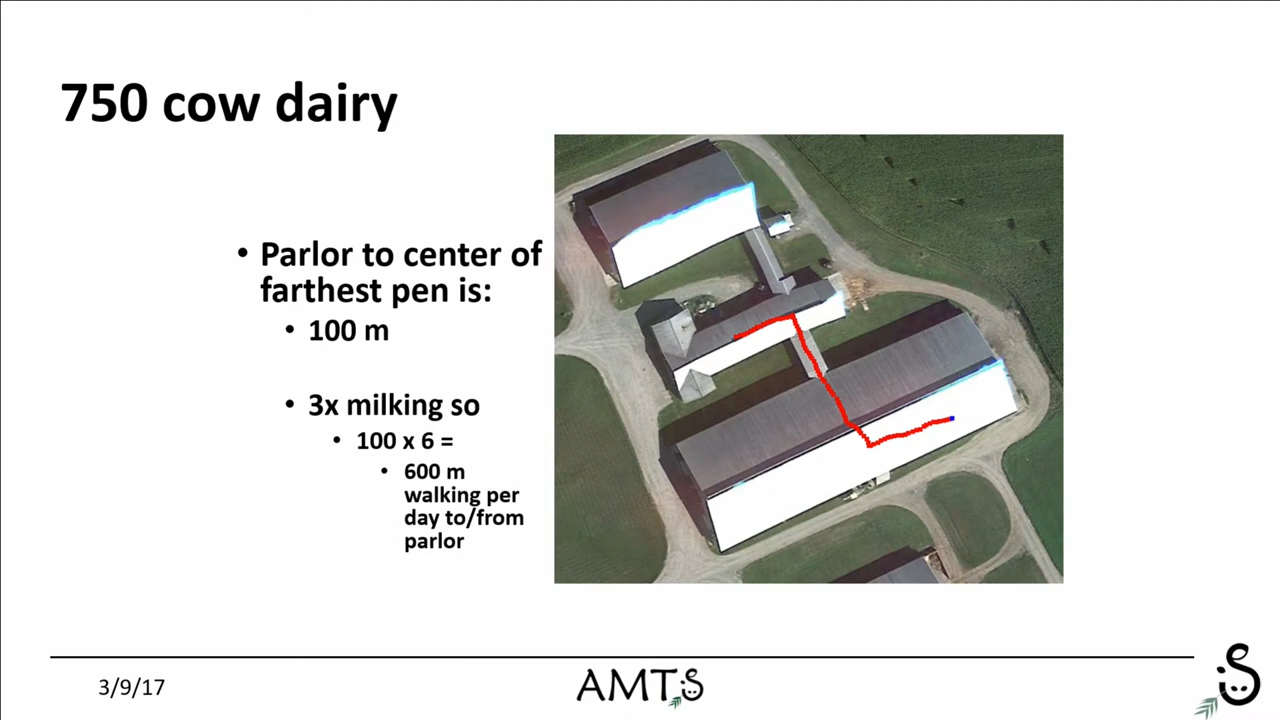 750 cow dairy
• Parlor to center of
farthest pen is:
• 100 m
• 3x milking so
• 100 x 6 =
• 600 m
walking per
day to/from
parlor
3/9/17
AMTS
S